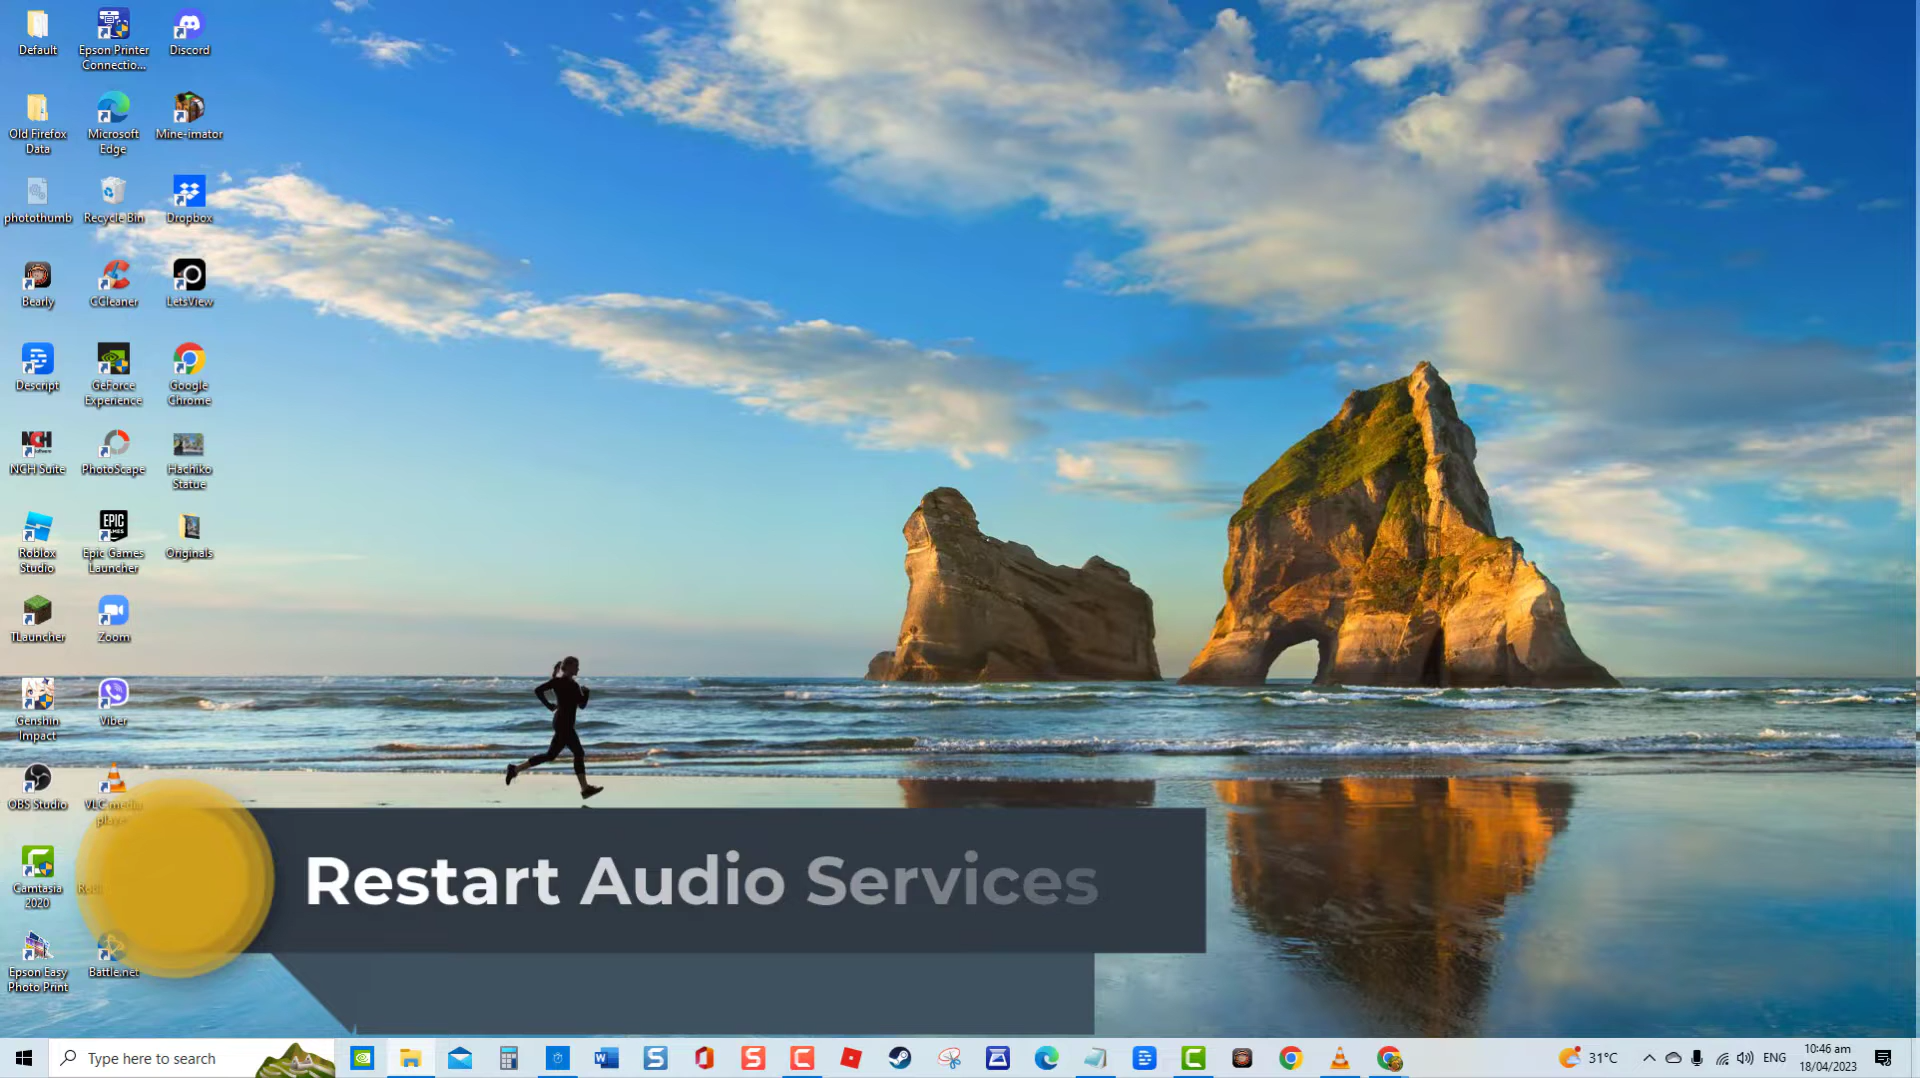 Default
Epson Printer
Connectio...
Discord
Old Firefox
Data
Microsoft
Edge
Mine-imator
photothumb
Recycle Bin
Dropbox
Bearly
CCleaner
LetsView
Descript
GeForce
Experience
Google
Chrome
NCH
NCH Suite
PhotoScape
Hachiko
Statue
Roblox
Studio
EPIC
GAMES
Epic Games
Launcher
Originals
TLauncher
Zoom
Genshin
Impact
Viber
OBS Studio
VLC media
player
Camtasia
2020
Epson Easy
Photo Print
Battle.net
Restart Audio Services
Type here to search
31°C
ENG
10:46 am
18/04/2023